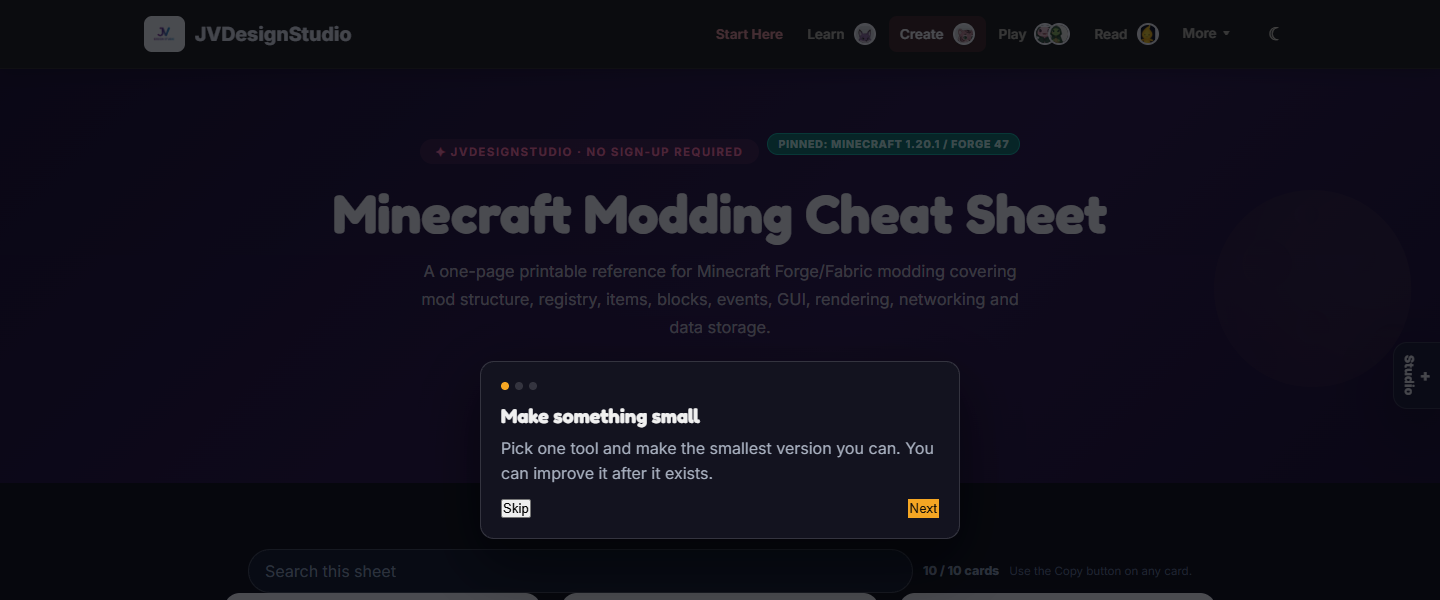 JV JVDesignStudio
Start Here Learn Create Play Read More
✦ JVDESIGNSTUDIO · NO SIGN-UP REQUIRED
PINNED: MINECRAFT 1.20.1 / FORGE 47
Minecraft Modding Cheat Sheet
A one-page printable reference for Minecraft Forge/Fabric modding covering
mod structure, registry, items, blocks, events, GUI, rendering, networking and
data storage.
✦ Studio
Make something small
Pick one tool and make the smallest version you can. You
can improve it after it exists.
Skip Next
Search this sheet
10 / 10 cards Use the Copy button on any card.